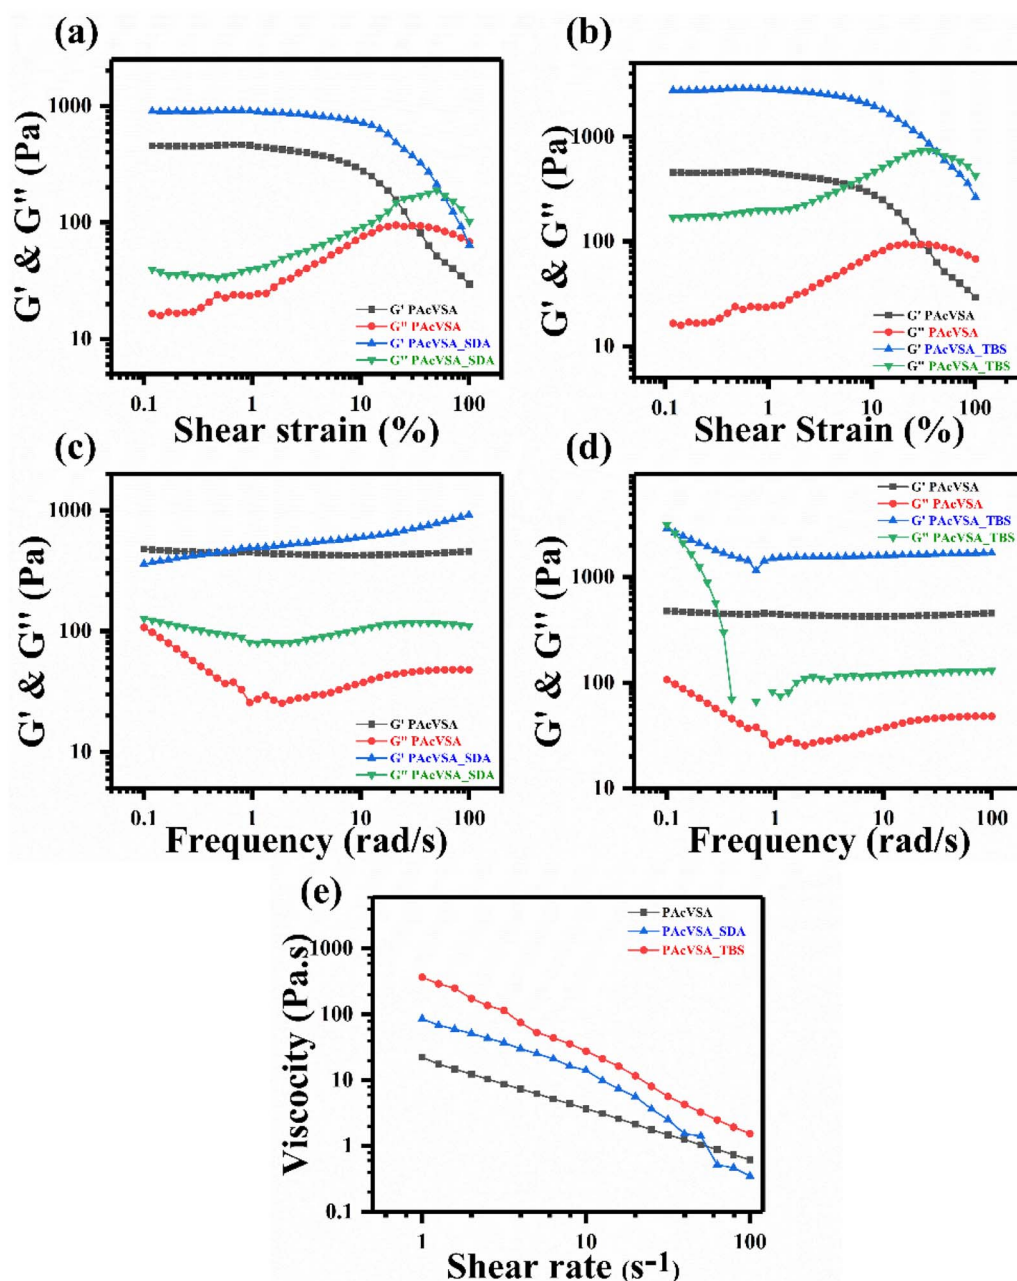 (a)
G' & G" (Pa)
1000
100
10
G' PAcVSA
G" PAcVSA
G' PAcVSA_SDA
G" PAcVSA_SDA
0.1
1
10
100
Shear strain (%)
(b)
G' & G" (Pa)
1000
100
10
G' PAcVSA
G" PAcVSA
G' PAcVSA_TBS
G" PAcVSA_TBS
0.1
1
10
100
Shear Strain (%)
(c)
G' & G" (Pa)
1000
100
10
G' PAcVSA
G" PAcVSA
G' PAcVSA_SDA
G" PAcVSA_SDA
0.1
1
10
100
Frequency (rad/s)
(d)
G' & G" (Pa)
1000
100
10
G' PAcVSA
G" PAcVSA
G' PAcVSA_TBS
G" PAcVSA_TBS
0.1
1
10
100
Frequency (rad/s)
(e)
Viscocity (Pa.s)
1000
100
10
1
0.1
PAcVSA
PAcVSA_SDA
PAcVSA_TBS
1
10
100
Shear rate (s-1)